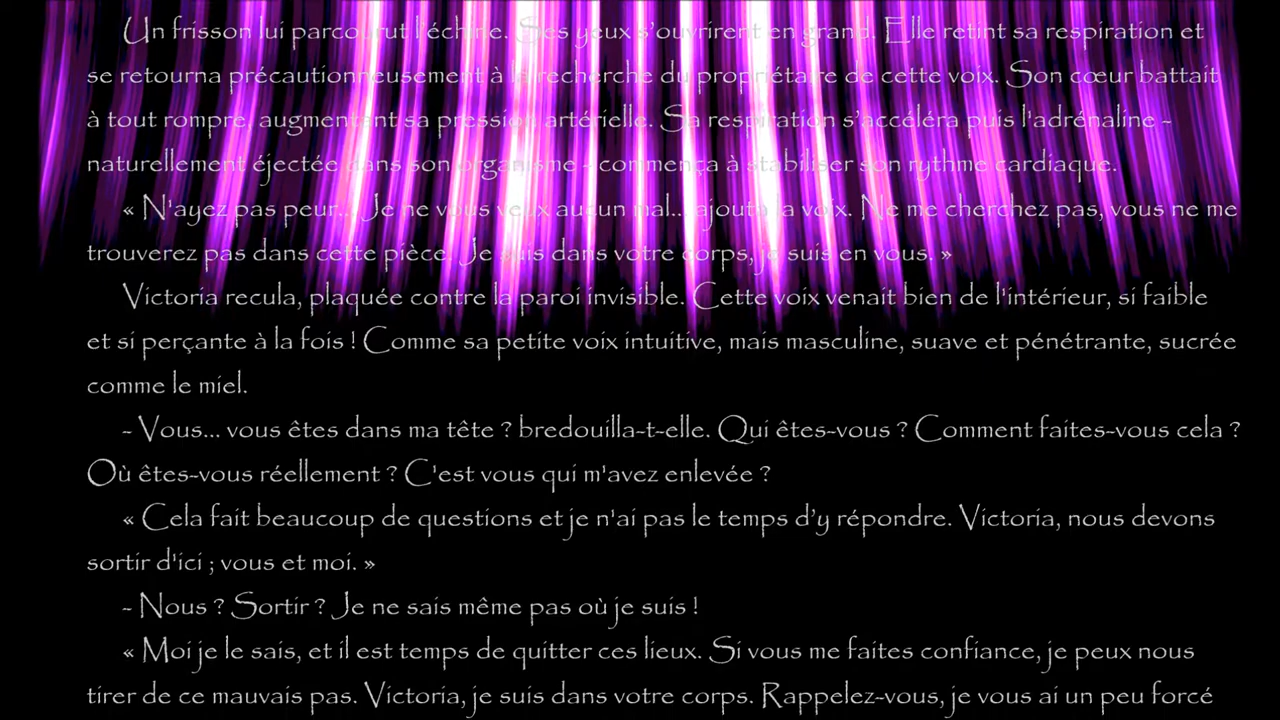 Un frisson lui parcourut l'échine. Ses yeux s'ouvrirent en grand. Elle retint sa respiration et
se retourna précautionneusement à la recherche du propriétaire de cette voix. Son cœur battait
à tout rompre, augmentant sa pression artérielle. Sa respiration s'accéléra puis l'adrénaline -
naturellement éjectée dans son organisme - commença à stabiliser son rythme cardiaque.
« N'ayez pas peur... Je ne vous veux aucun mal... ajouta la voix. Ne me cherchez pas, vous ne me
trouverez pas dans cette pièce. Je suis dans votre corps, je suis en vous. »
Victoria recula, plaquée contre la paroi invisible. Cette voix venait bien de l'intérieur, si faible
et si perçante à la fois ! Comme sa petite voix intuitive, mais masculine, suave et pénétrante, sucrée
comme le miel.
- Vous... vous êtes dans ma tête ? bredouilla-t-elle. Qui êtes-vous ? Comment faites-vous cela ?
Où êtes-vous réellement ? C'est vous qui m'avez enlevée ?
« Cela fait beaucoup de questions et je n'ai pas le temps d'y répondre. Victoria, nous devons
sortir d'ici ; vous et moi. »
- Nous ? Sortir ? Je ne sais même pas où je suis !
« Moi je le sais, et il est temps de quitter ces lieux. Si vous me faites confiance, je peux nous
tirer de ce mauvais pas. Victoria, je suis dans votre corps. Rappelez-vous, je vous ai un peu forcé